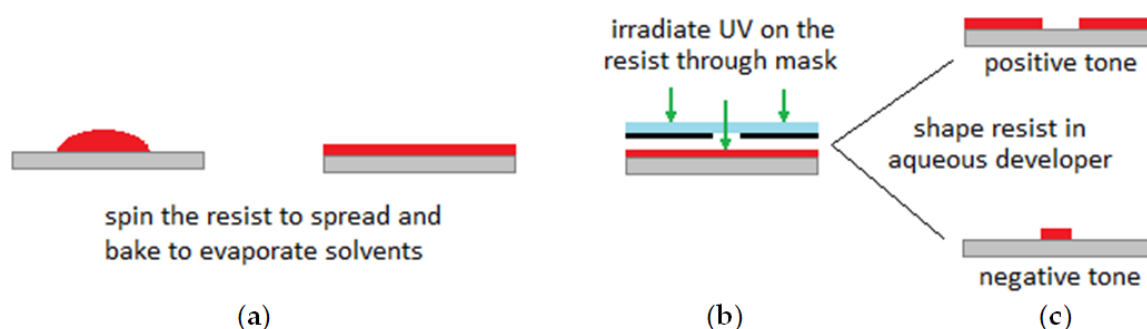 irradiate UV on the
resist through mask
positive tone
shape resist in
aqueous developer
spin the resist to spread and
bake to evaporate solvents
negative tone
(a)
(b)
(c)